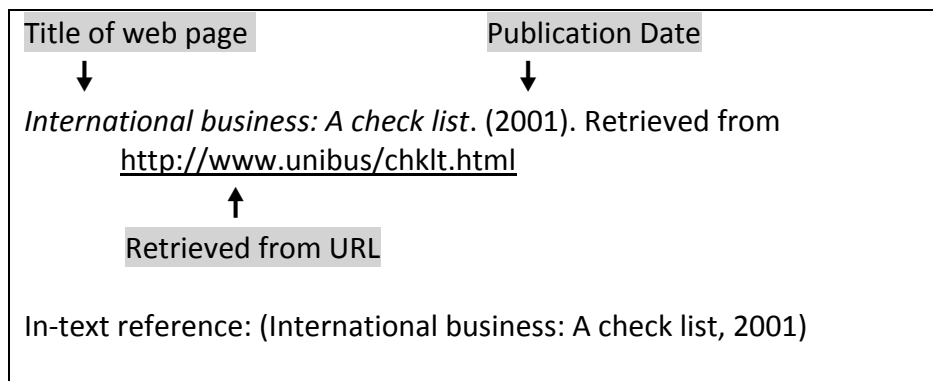 Title of web page Publication Date
International business: A check list. (2001). Retrieved from
http://www.unibus/chklt.html
Retrieved from URL
In-text reference: (International business: A check list, 2001)